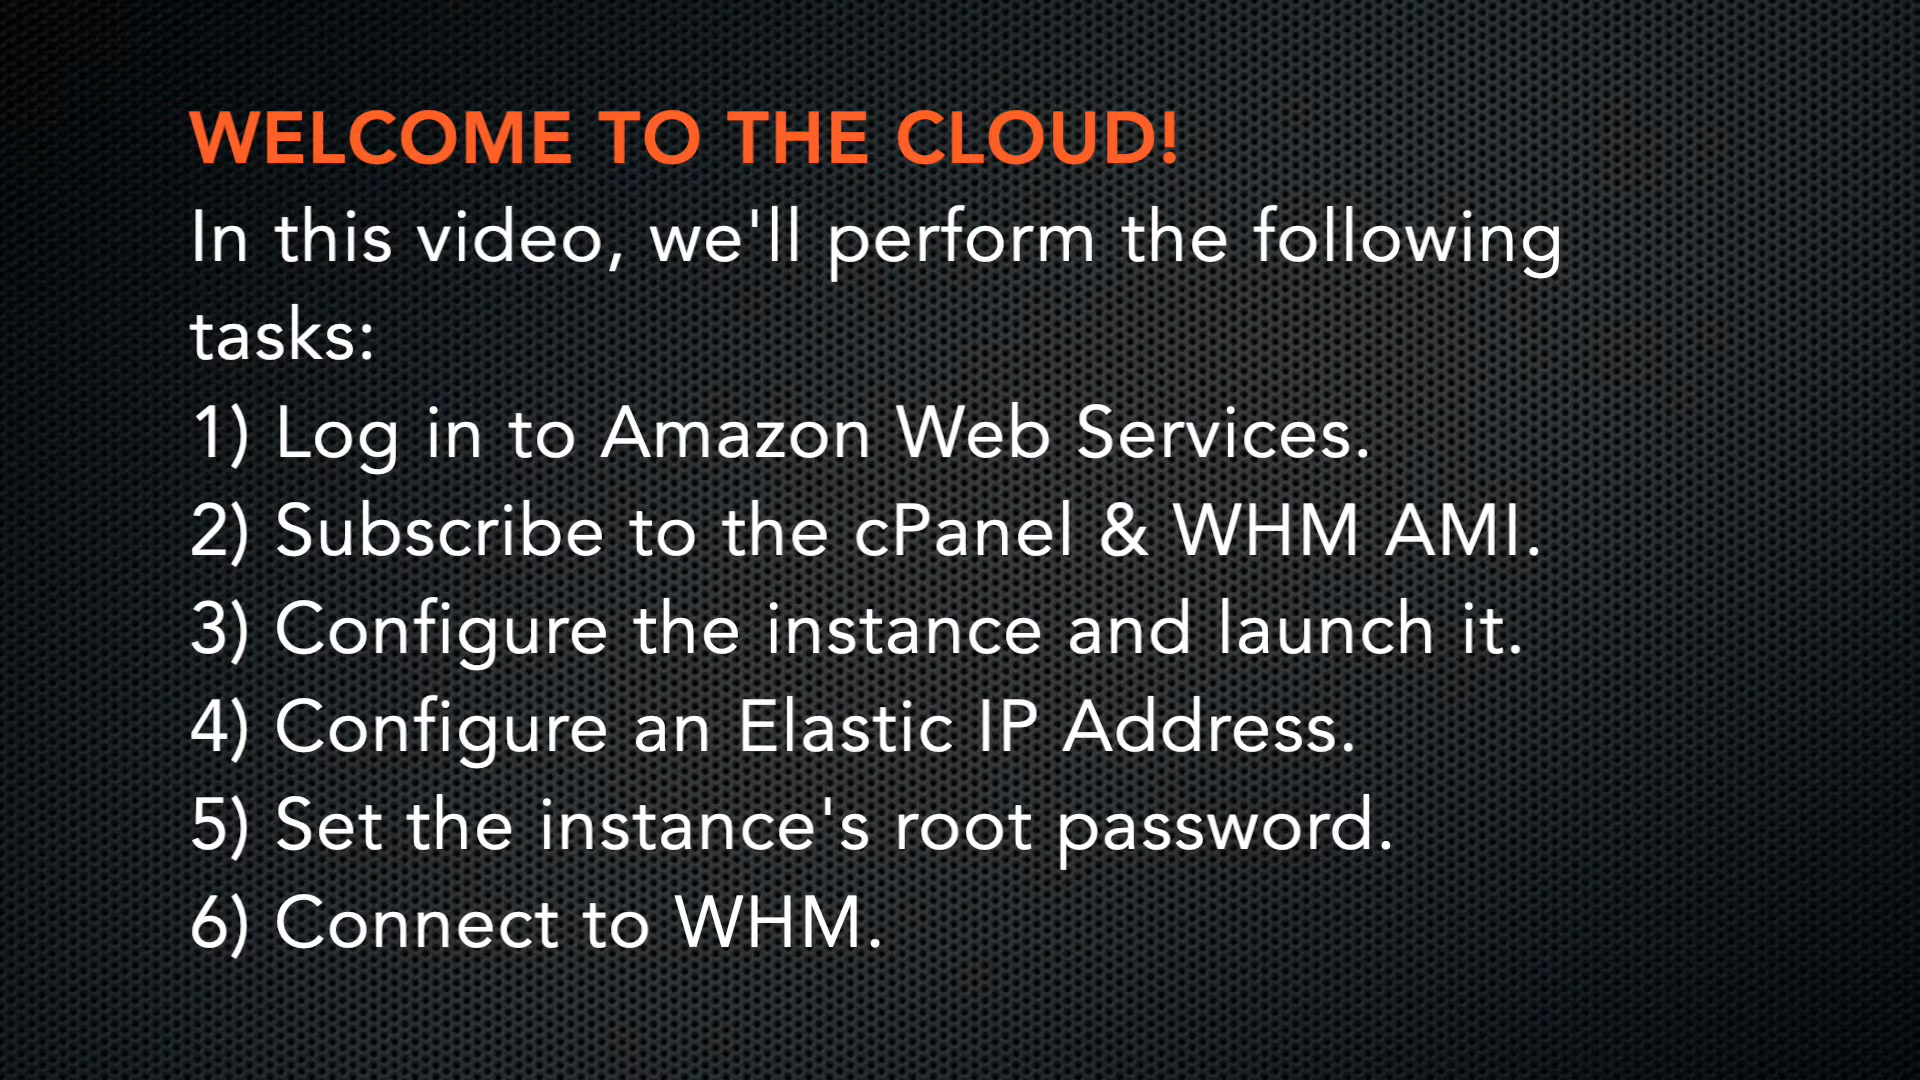 WELCOME TO THE CLOUD!
In this video, we'll perform the following
tasks:
1) Log in to Amazon Web Services.
2) Subscribe to the cPanel & WHM AMI.
3) Configure the instance and launch it.
4) Configure an Elastic IP Address.
5) Set the instance's root password.
6) Connect to WHM.